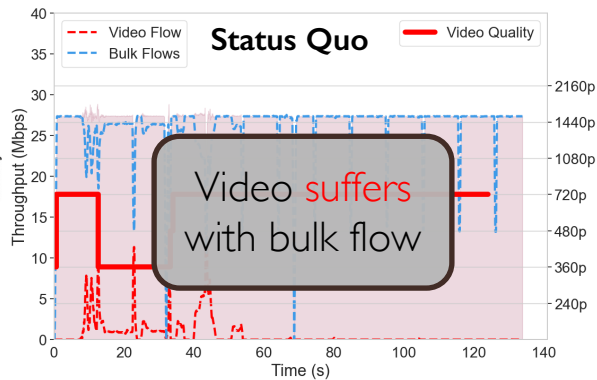 Status Quo
Video Flow
Bulk Flows
Video Quality
40
35
30
25
20
15
10
5
0
Throughput (Mbps)
2160p
1440p
1080p
720p
480p
360p
240p
Video suffers
with bulk flow
0 20 40 60 80 100 120 140
Time (s)